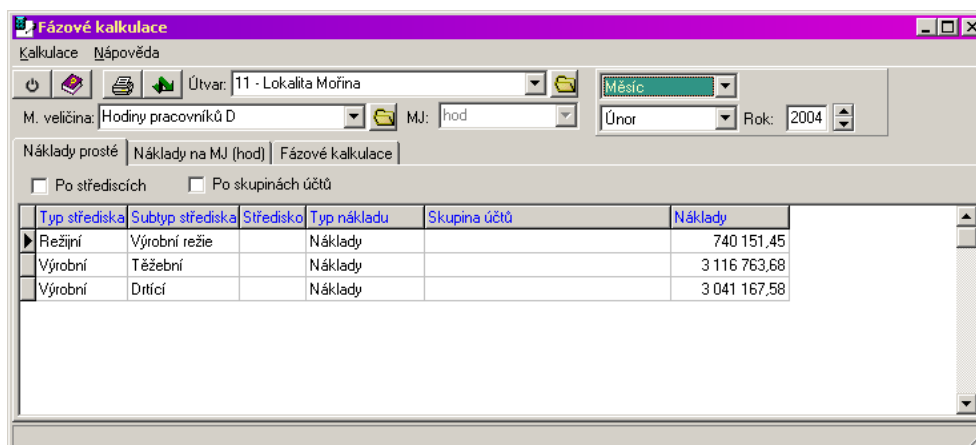 Fázové kalkulace
Kalkulace Nápověda
Útvar: 11 - Lokalita Mořina Měsíc
M. veličina: Hodiny pracovníků D MJ: hod Únor Rok: 2004
Náklady prosté Náklady na MJ (hod) Fázové kalkulace
Po střediscích Po skupinách účtů
Typ střediska Subtyp střediska Středisko Typ nákladu Skupina účtů Náklady
Režijní Výrobní režie Náklady 740 151,45
Výrobní Těžební Náklady 3 116 763,68
Výrobní Drtící Náklady 3 041 167,58